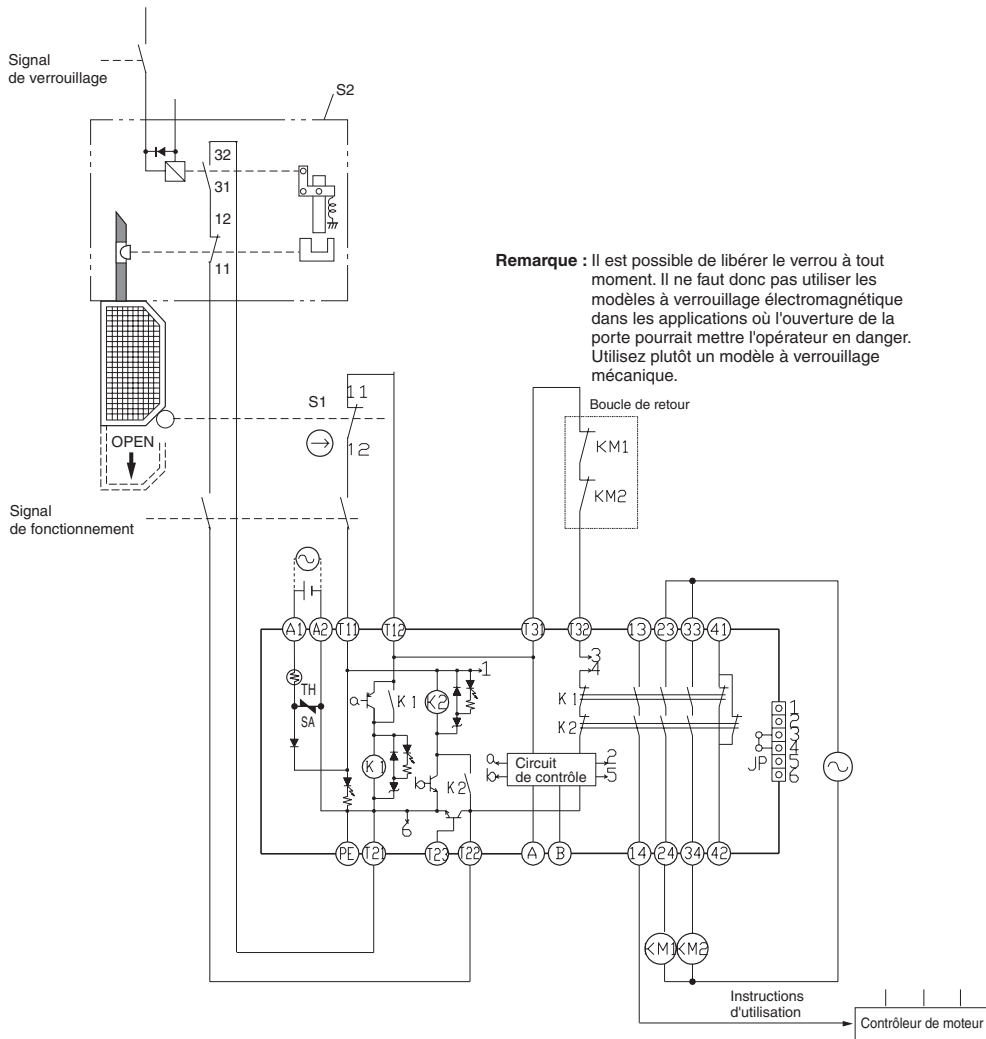 Signal
de verrouillage
S2
32
31
12
11
Remarque : Il est possible de libérer le verrou à tout
moment. Il ne faut donc pas utiliser les
modèles à verrouillage électromagnétique
dans les applications où l'ouverture de la
porte pourrait mettre l'opérateur en danger.
Utilisez plutôt un modèle à verrouillage
mécanique.
S1
11
12
Boucle de retour
KM1
KM2
OPEN
Signal
de fonctionnement
A1 A2 T11 T12 T31 T32 13 23 33 41
1
3
4
TH
SA
a
K1
K2
K1
K2
K1
b
K2
6
a
b
Circuit
de contrôle
2
5
1
2
3
4
5
6
JP
PE T21 T23 T22 A B 14 24 34 42
KM1 KM2
Instructions
d'utilisation
Contrôleur de moteur